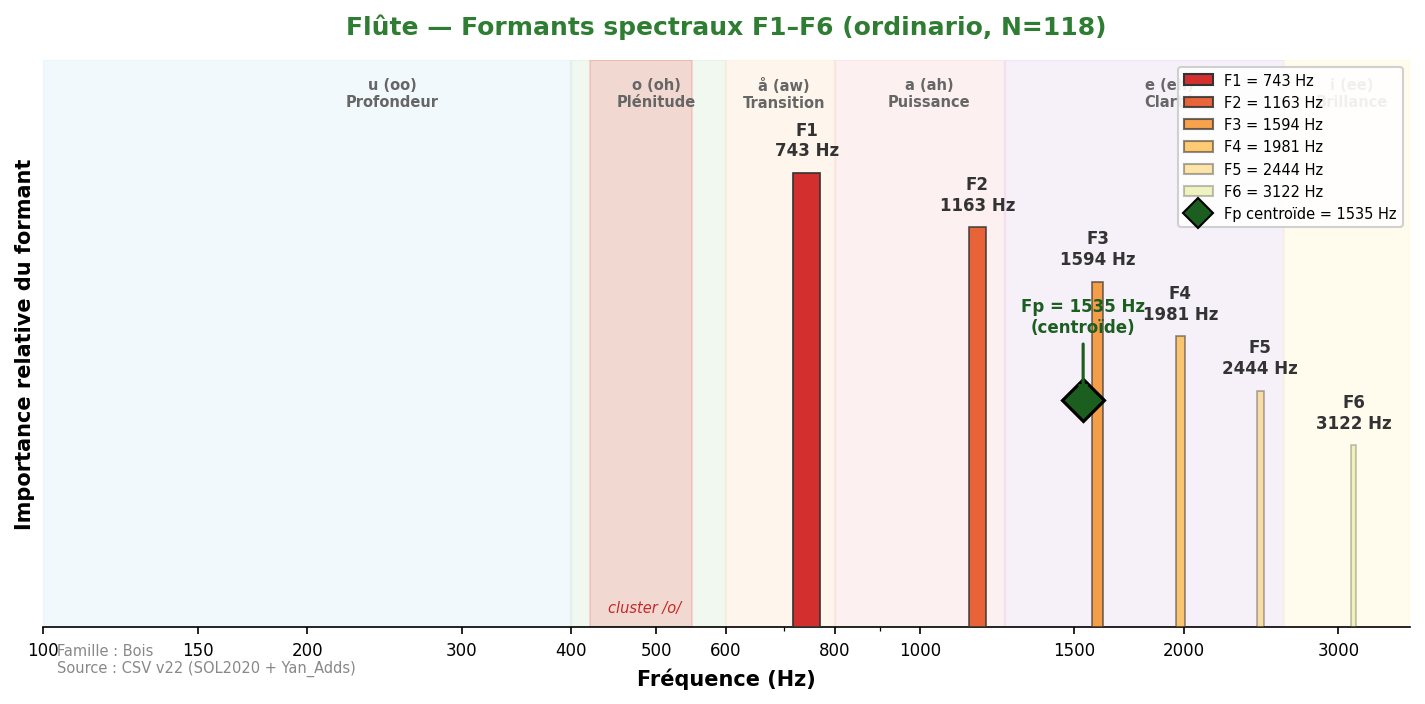 Flûte — Formants spectraux F1–F6 (ordinario, N=118)
u (oo)
Profondeur
o (oh)
Plénitude
å (aw)
Transition
a (ah)
Puissance
i (ee)
Brillance
F1 = 743 Hz
F2 = 1163 Hz
F3 = 1594 Hz
F4 = 1981 Hz
F5 = 2444 Hz
F6 = 3122 Hz
Fp centroïde = 1535 Hz
F1
743 Hz
F2
1163 Hz
F3
1594 Hz
F4
1981 Hz
F5
2444 Hz
F6
3122 Hz
Fp = 1535 Hz
(centroïde)
cluster /o/
Importance relative du formant
100 150 200 300 400 500 600 800 1000 1500 2000 3000
Fréquence (Hz)
Famille : Bois
Source : CSV v22 (SOL2020 + Yan_Adds)